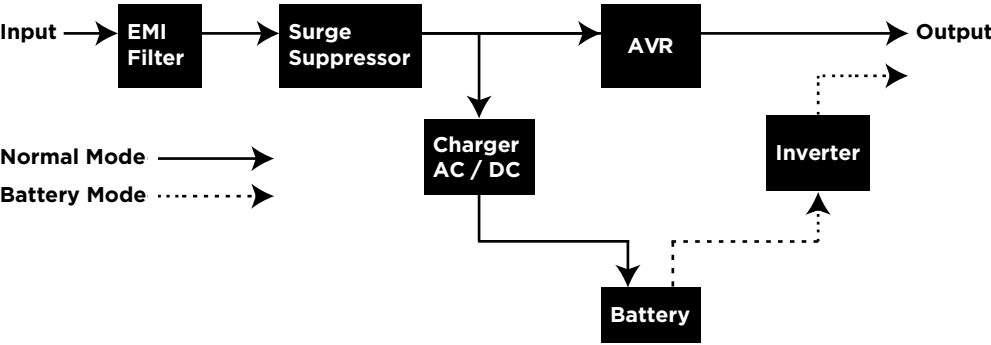 Input
EMI
Filter
Surge
Suppressor
AVR
Output
Charger
AC / DC
Inverter
Normal Mode
Battery Mode
Battery